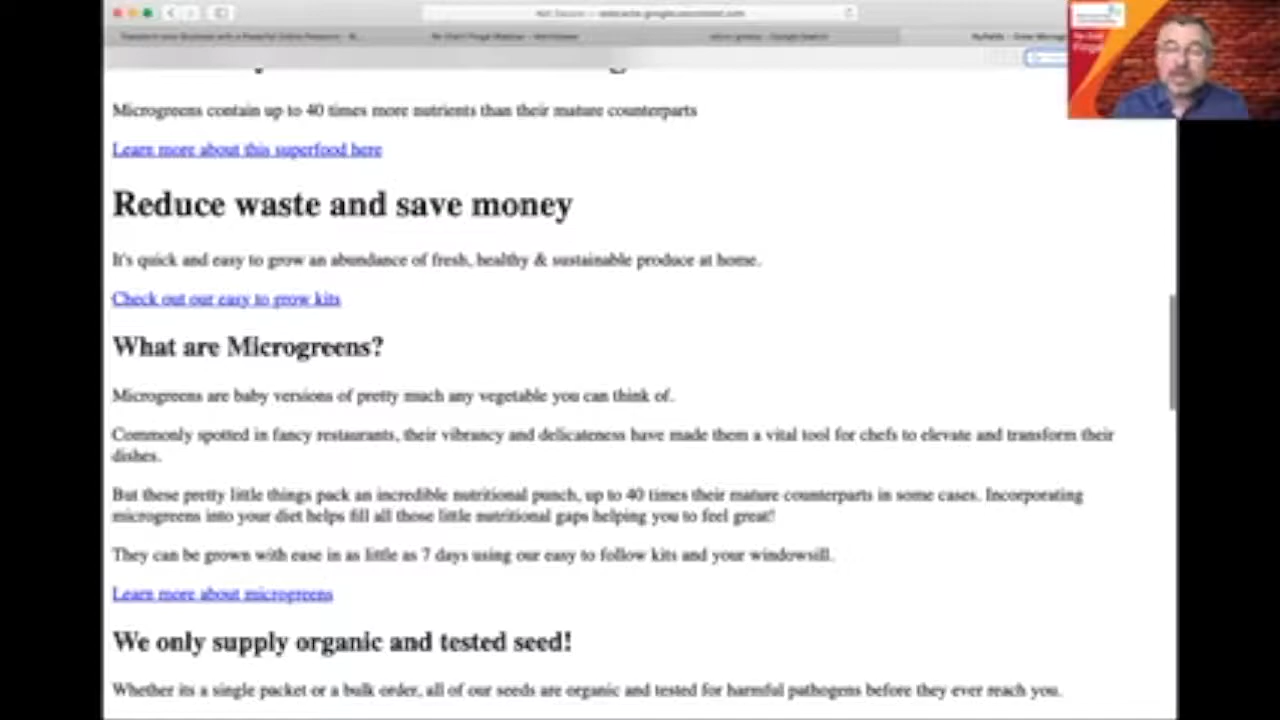 Microgreens contain up to 40 times more nutrients than their mature counterparts
Learn more about this superfood here
Reduce waste and save money
It's quick and easy to grow an abundance of fresh, healthy & sustainable produce at home.
Check out our easy to grow kits
What are Microgreens?
Microgreens are baby versions of pretty much any vegetable you can think of.
Commonly spotted in fancy restaurants, their vibrancy and delicateness have made them a vital tool for chefs to elevate and transform their
dishes.
But these pretty little things pack an incredible nutritional punch, up to 40 times their mature counterparts in some cases. Incorporating
microgreens into your diet helps fill all those little nutritional gaps helping you to feel great!
They can be grown with ease in as little as 7 days using our easy to follow kits and your windowsill.
Learn more about microgreens
We only supply organic and tested seed!
Whether its a single packet or a bulk order, all of our seeds are organic and tested for harmful pathogens before they ever reach you.